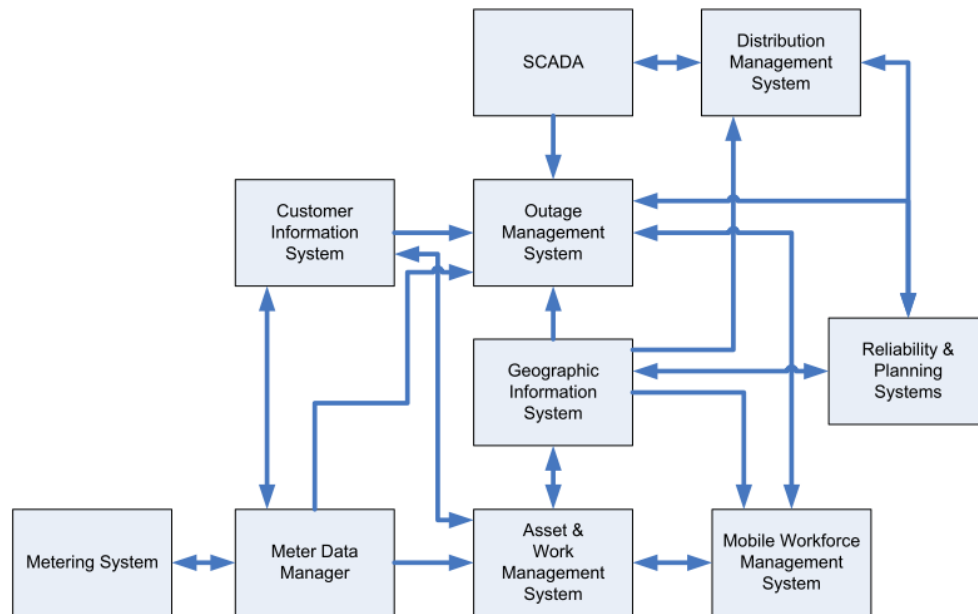 SCADA
Distribution
Management
System
Customer
Information
System
Outage
Management
System
Geographic
Information
System
Reliability &
Planning
Systems
Metering System
Meter Data
Manager
Asset &
Work
Management
System
Mobile Workforce
Management
System